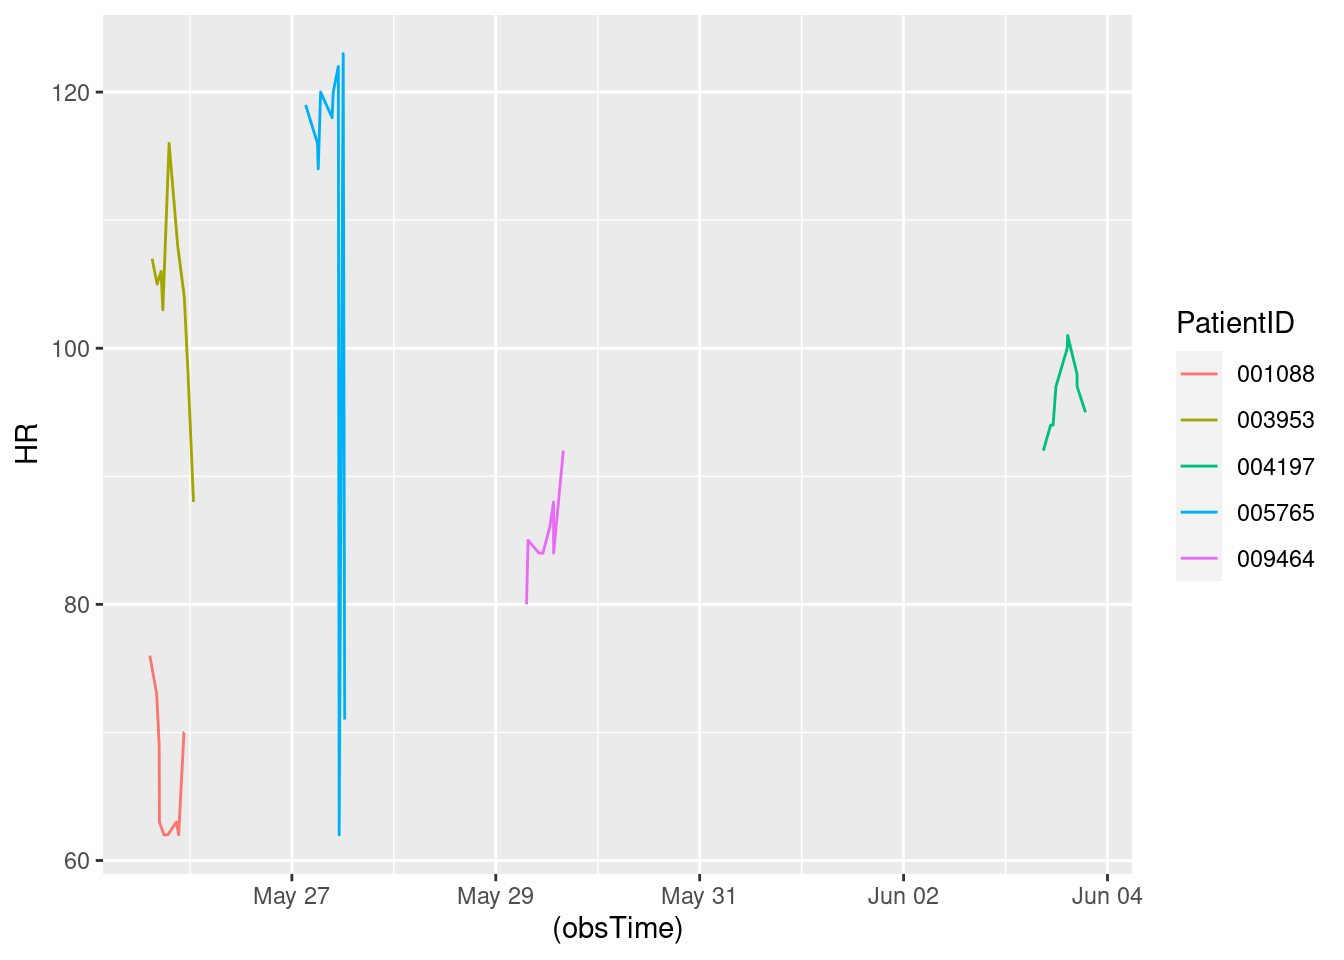 120
100
80
60
HR
May 27
May 29
May 31
Jun 02
Jun 04
(obsTime)
PatientID
001088
003953
004197
005765
009464